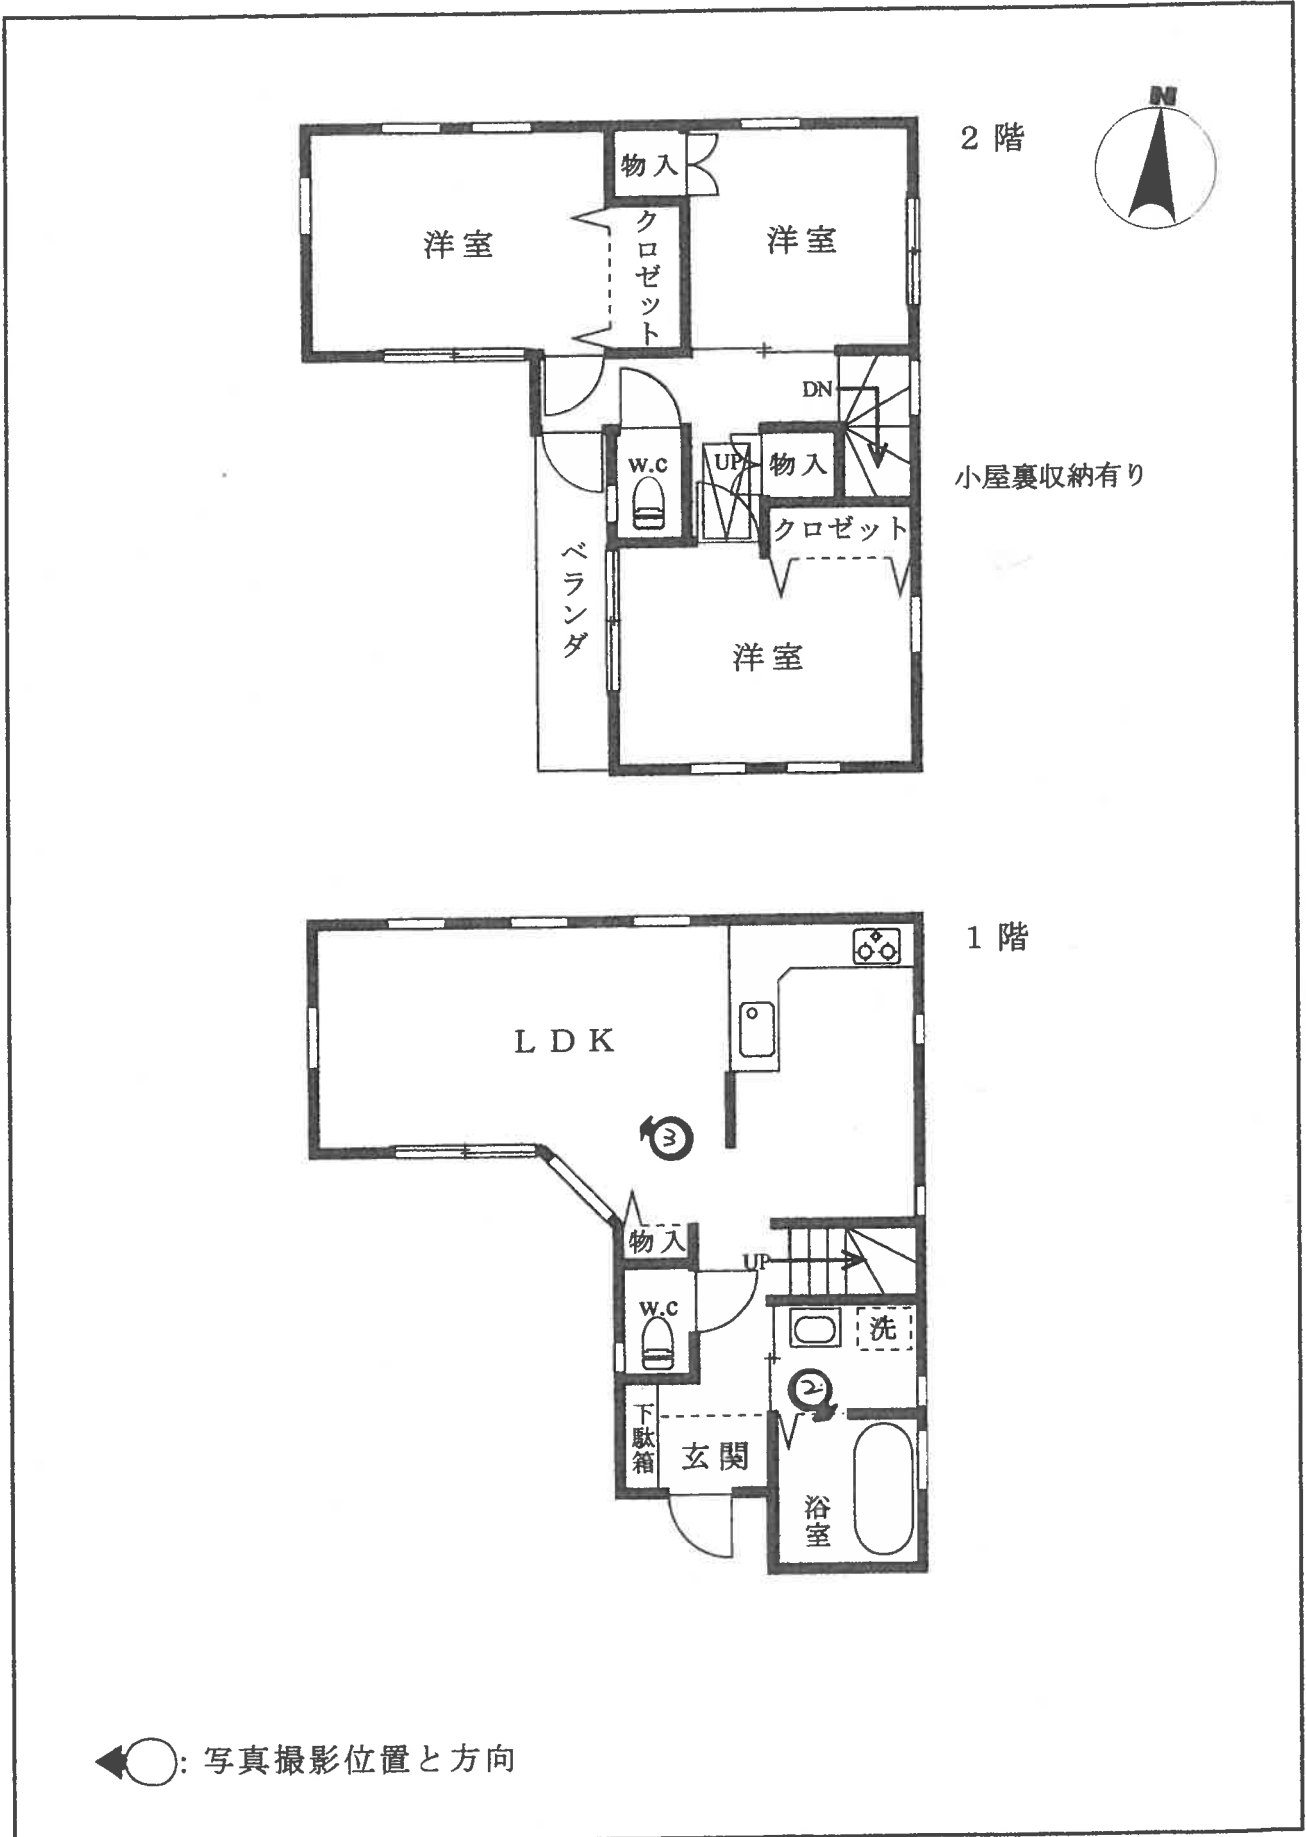 N
2 階
物入
洋室
クロゼット
洋室
DN
W.C
UP
物入
小屋裏収納有り
クロゼット
ベランダ
洋室
1 階
LDK
3
物入
UP
W.C
洗
2
下駄箱
玄関
浴室
: 写真撮影位置と方向